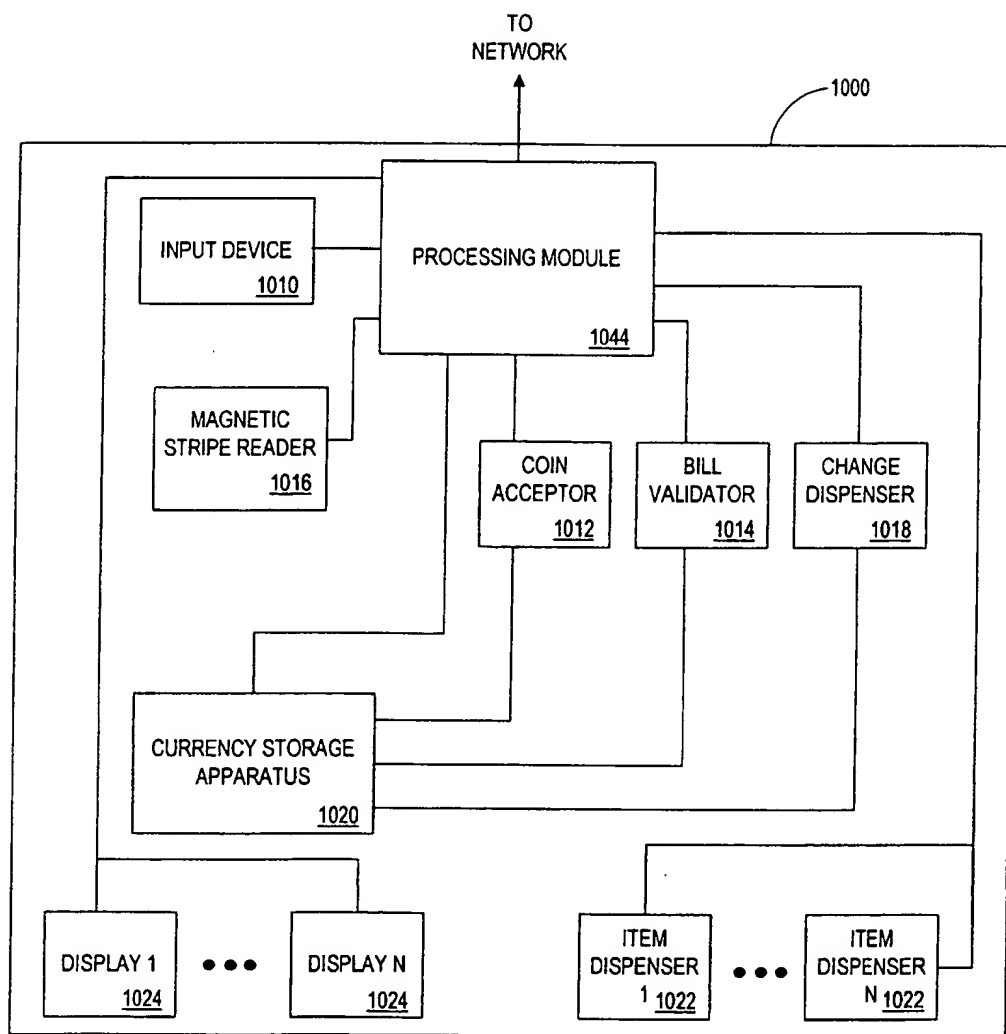 TO
NETWORK
1000
INPUT DEVICE
1010
PROCESSING MODULE
1044
MAGNETIC
STRIPE READER
1016
COIN
ACCEPTOR
1012
BILL
VALIDATOR
1014
CHANGE
DISPENSER
1018
CURRENCY STORAGE
APPARATUS
1020
DISPLAY 1
1024
DISPLAY N
1024
ITEM
DISPENSER
1 1022
ITEM
DISPENSER
N 1022